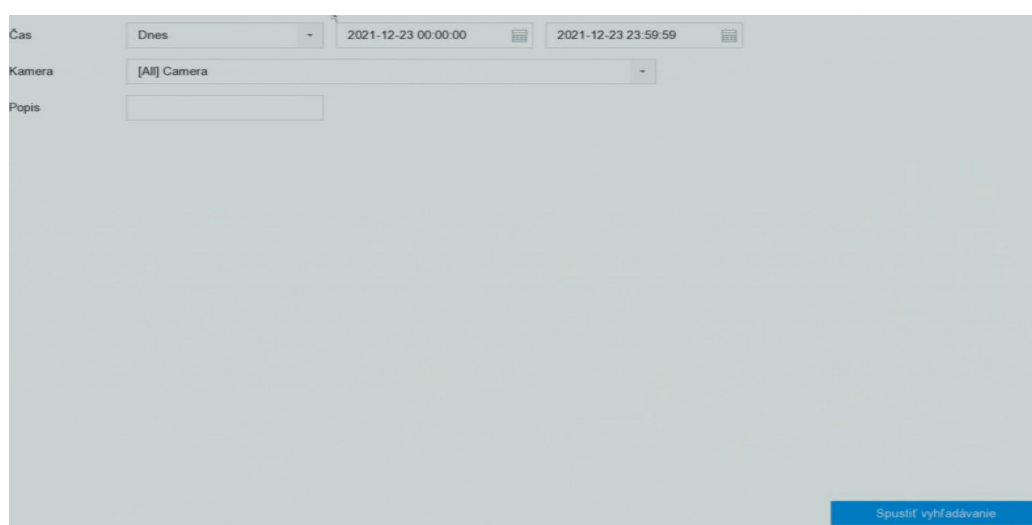 Čas Dnes 2021-12-23 00:00:00 2021-12-23 23:59:59
Kamera [All] Camera
Popis
Spustiť vyhľadávanie